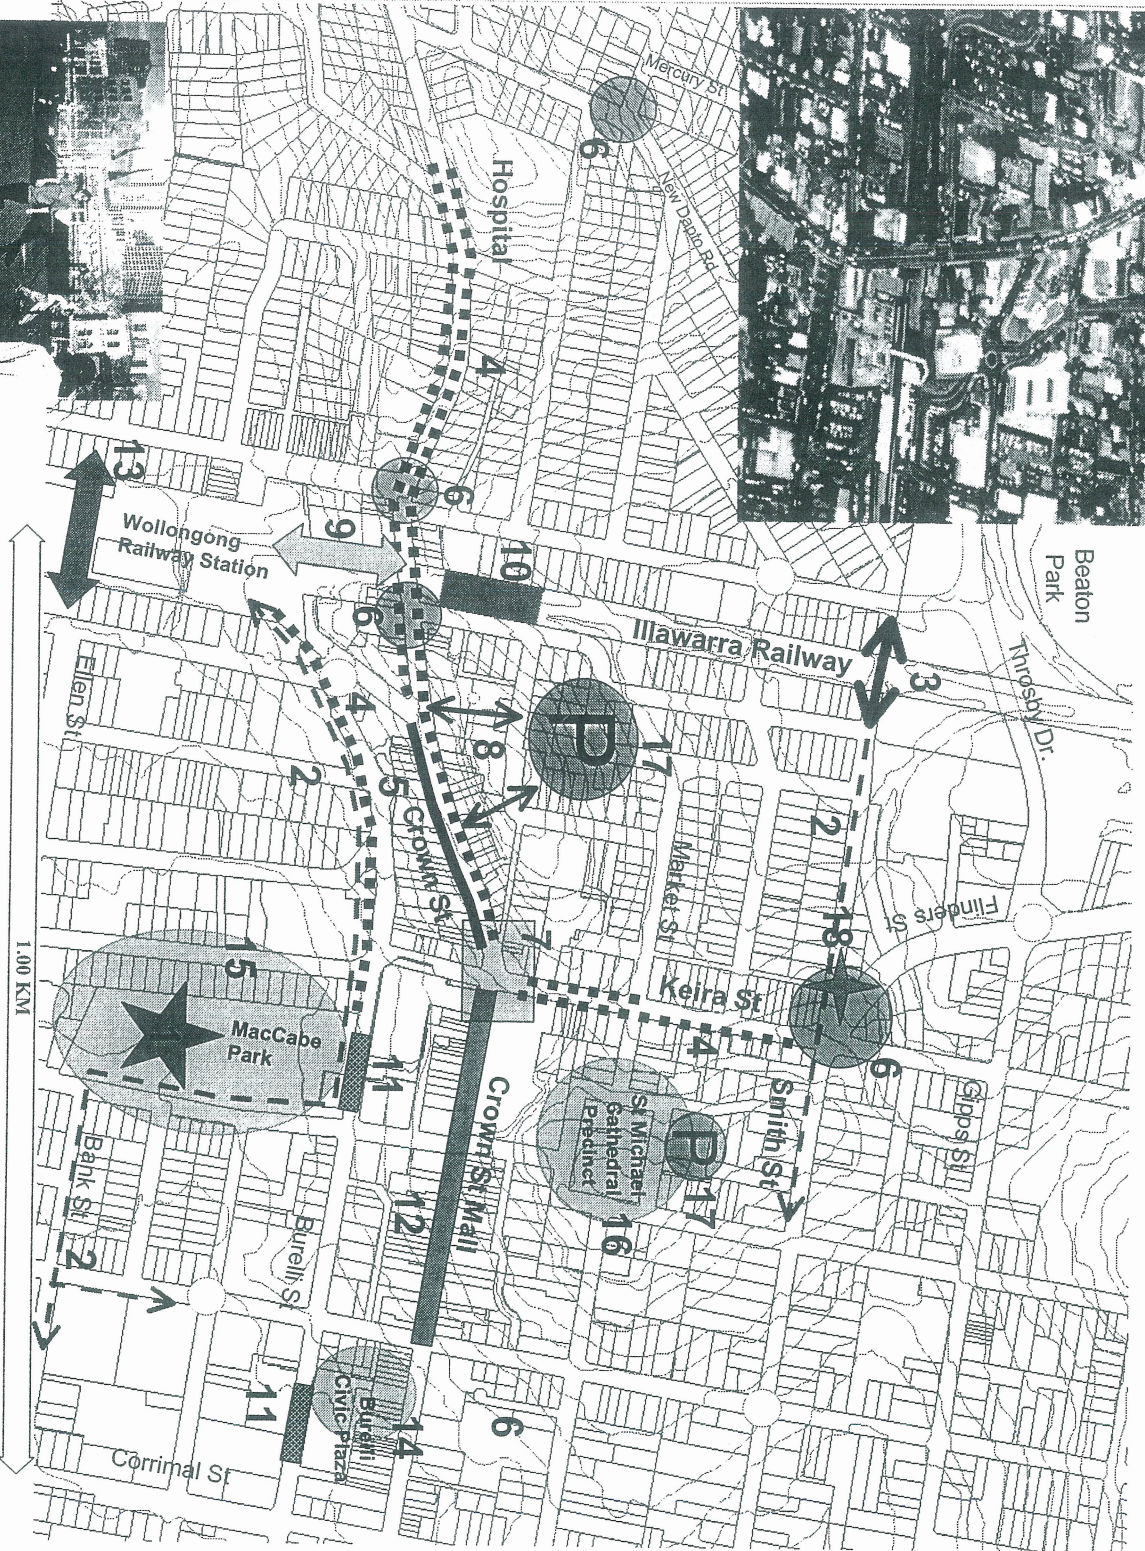 Mercury St
6
New Dapto Rd
Hospital
4
6
13
Wollongong
Railway Station
9
10
6
Illawarra Railway
Beaton
Park
Throsby Dr.
3
Ellen St
4
2
5
Crown St
8
P
17
Market St
2
18
Flinders St
7
Keira St
4
6
Smith St
Gipps St
15
1
MacCabe
Park
11
Crown St Mall
12
St Michael
Cathedral
Precinct
16
P
17
Bank St
2
Burelli St
11
Burelli
Civic Plaza
14
6
Corrimal St
1.00 KM